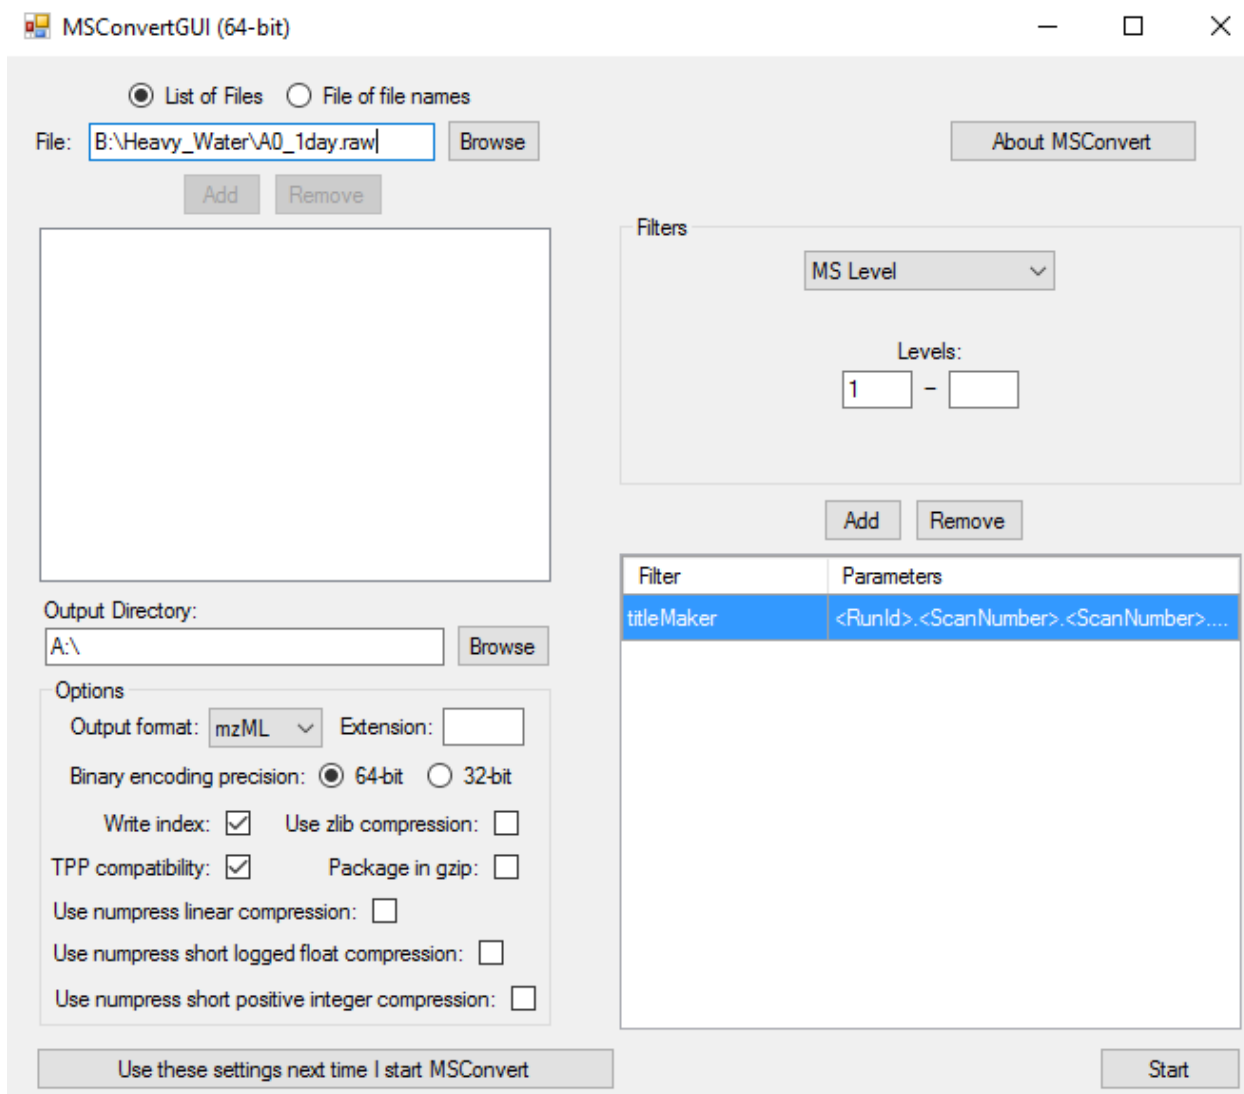 MSConvertGUI (64-bit)
List of Files File of file names
File: B:\Heavy_Water\A0_1day.raw Browse
About MSConvert
Add Remove
Filters
MS Level
Levels:
1 -
Add Remove
Filter Parameters
titleMaker <RunId>.<ScanNumber>.<ScanNumber>....
Output Directory:
A:\ Browse
Options
Output format: mzML Extension:
Binary encoding precision: 64-bit 32-bit
Write index: Use zlib compression:
TPP compatibility: Package in gzip:
Use numpress linear compression:
Use numpress short logged float compression:
Use numpress short positive integer compression:
Use these settings next time I start MSConvert
Start